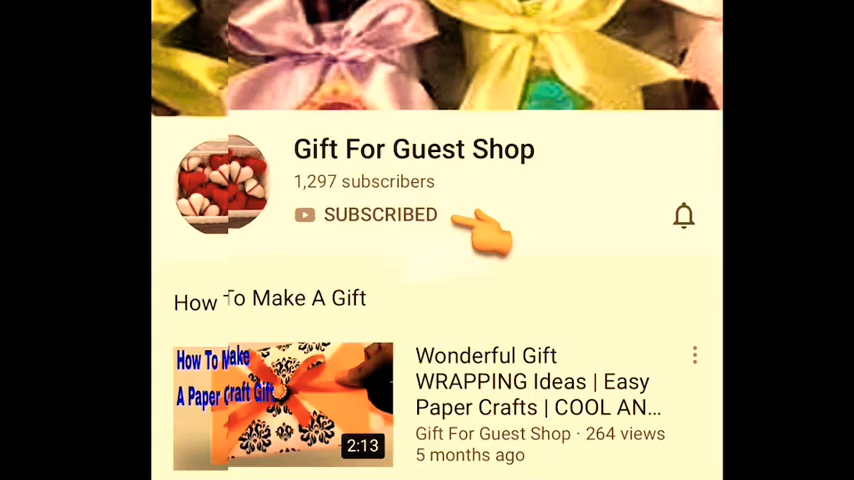 Gift For Guest Shop
1,297 subscribers
SUBSCRIBED
How To Make A Gift
How To Make
A Paper Craft Gift
2:13
Wonderful Gift
WRAPPING Ideas | Easy
Paper Crafts | COOL AN...
Gift For Guest Shop · 264 views
5 months ago